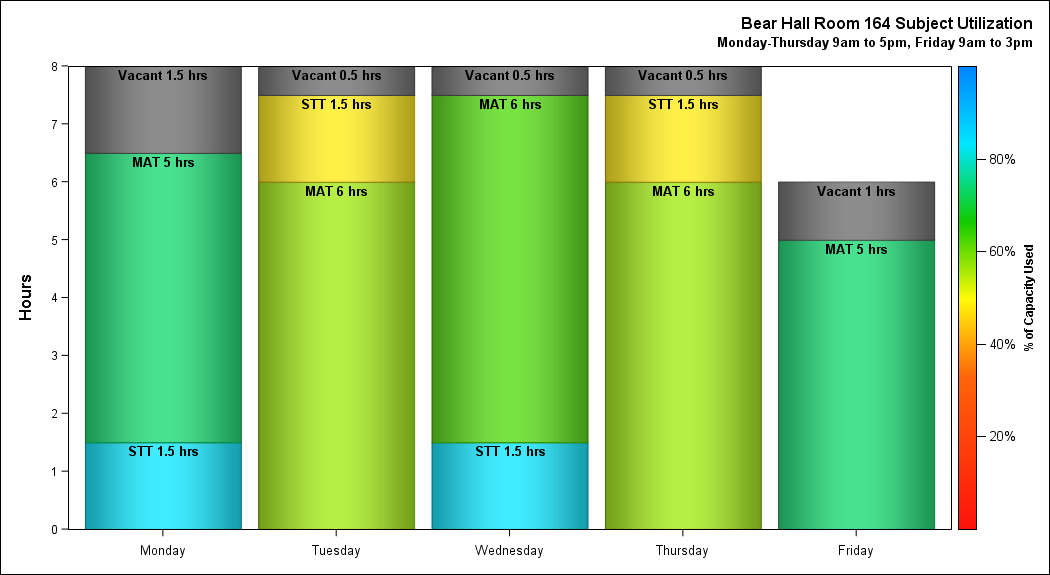 Bear Hall Room 164 Subject Utilization
Monday-Thursday 9am to 5pm, Friday 9am to 3pm
Hours
8
7
6
5
4
3
2
1
0
Vacant 1.5 hrs
MAT 5 hrs
STT 1.5 hrs
Vacant 0.5 hrs
STT 1.5 hrs
MAT 6 hrs
Vacant 0.5 hrs
MAT 6 hrs
STT 1.5 hrs
Vacant 0.5 hrs
STT 1.5 hrs
MAT 6 hrs
Vacant 1 hrs
MAT 5 hrs
Monday
Tuesday
Wednesday
Thursday
Friday
80%
60%
40%
20%
% of Capacity Used